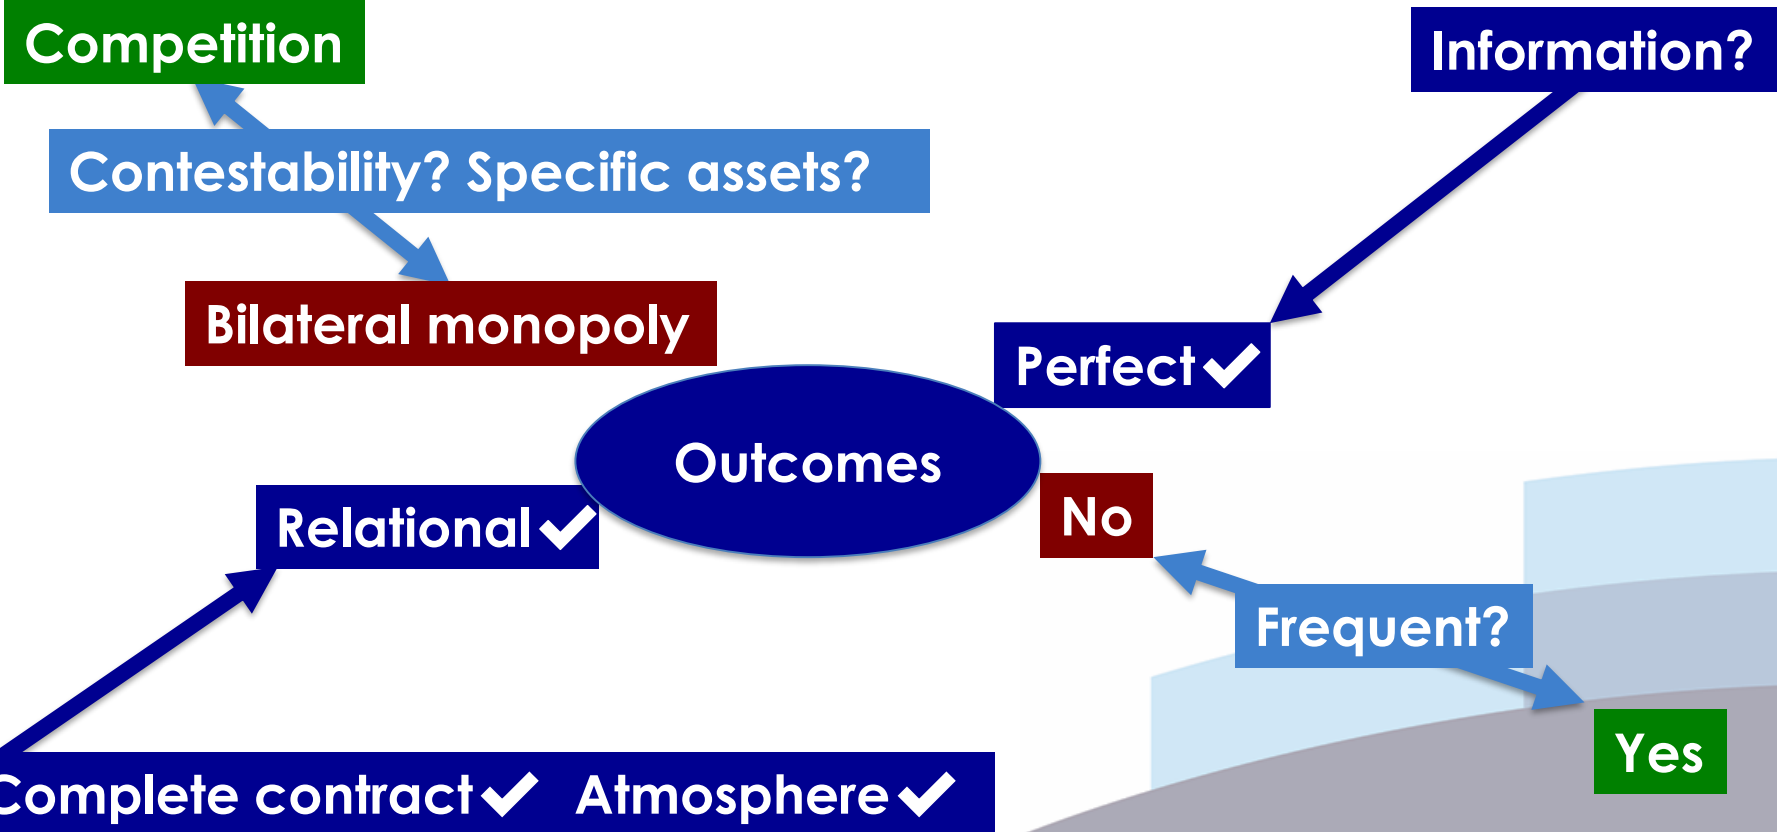 Competition
Information?
Contestability? Specific assets?
Bilateral monopoly
Perfect ✔
Outcomes
No
Relational ✔
Frequent?
Yes
Complete contract ✔ Atmosphere ✔